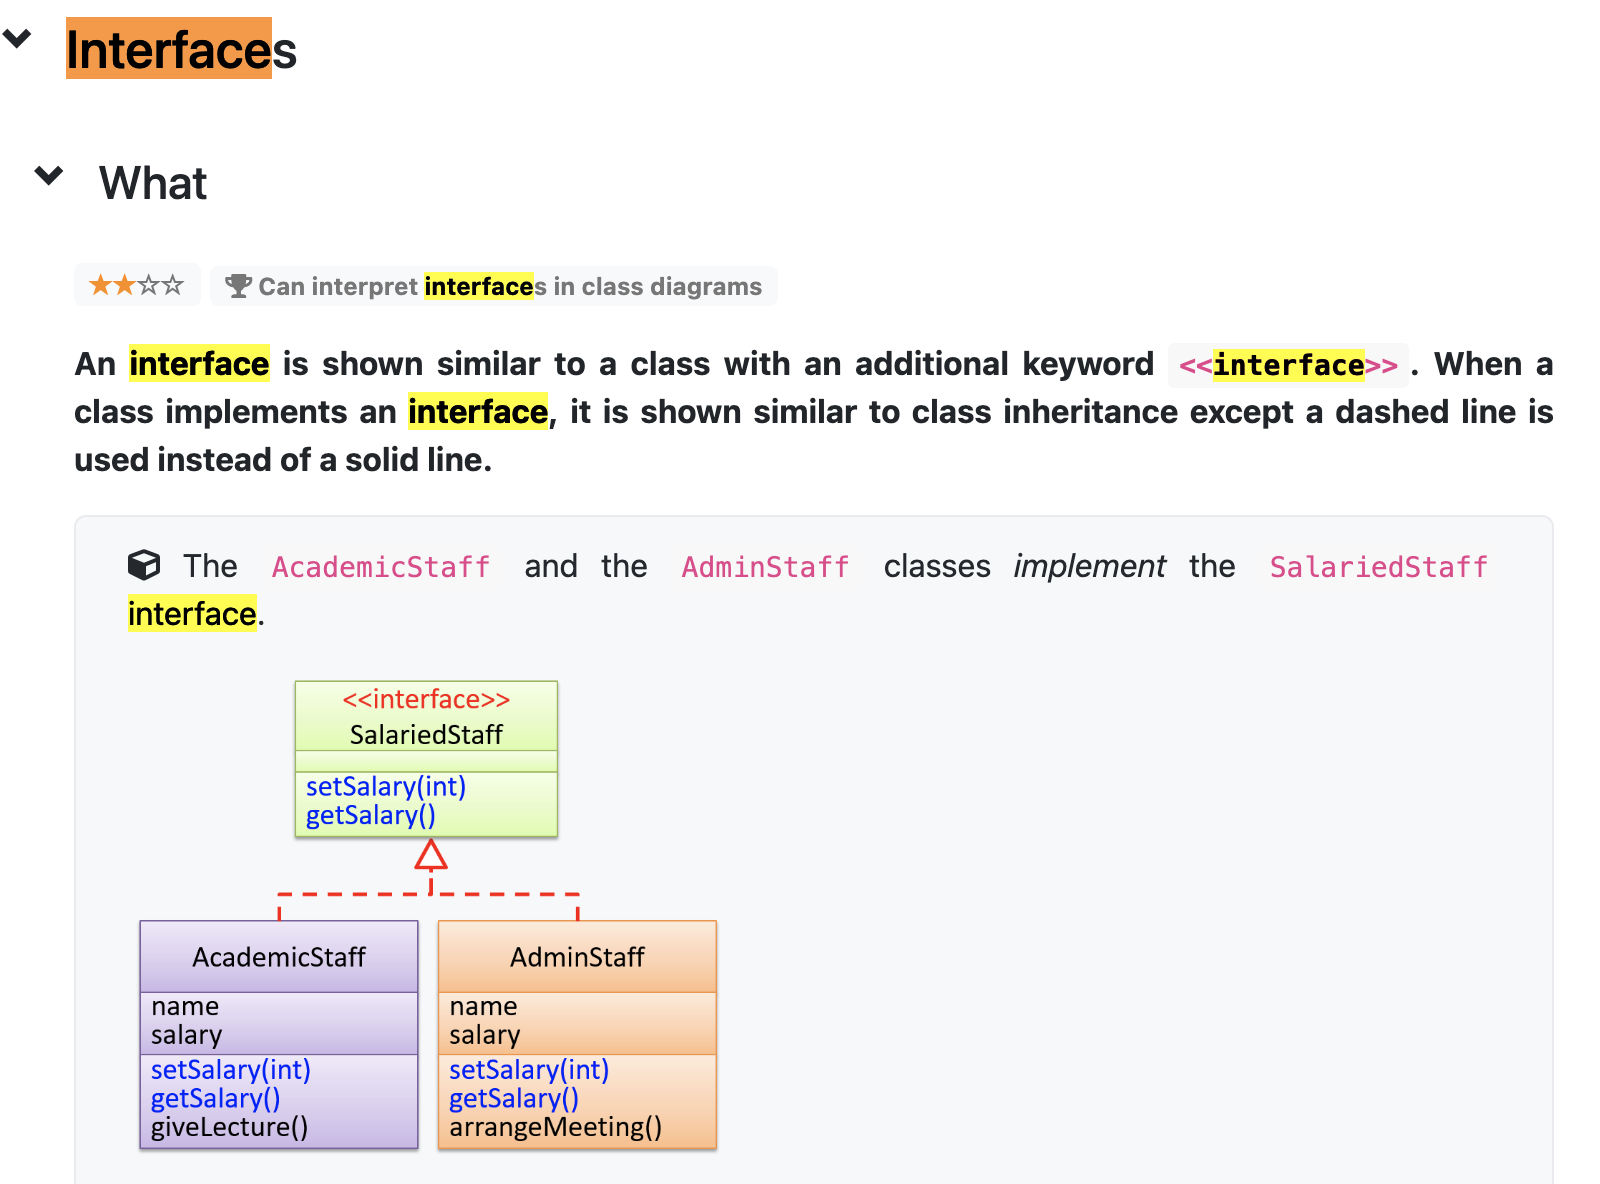 Interfaces
What
Can interpret interfaces in class diagrams
An interface is shown similar to a class with an additional keyword <<interface>>. When a
class implements an interface, it is shown similar to class inheritance except a dashed line is
used instead of a solid line.
The AcademicStaff and the AdminStaff classes implement the SalariedStaff
interface.
<<interface>>
SalariedStaff
setSalary(int)
getSalary()
AcademicStaff
name
salary
setSalary(int)
getSalary()
giveLecture()
AdminStaff
name
salary
setSalary(int)
getSalary()
arrangeMeeting()